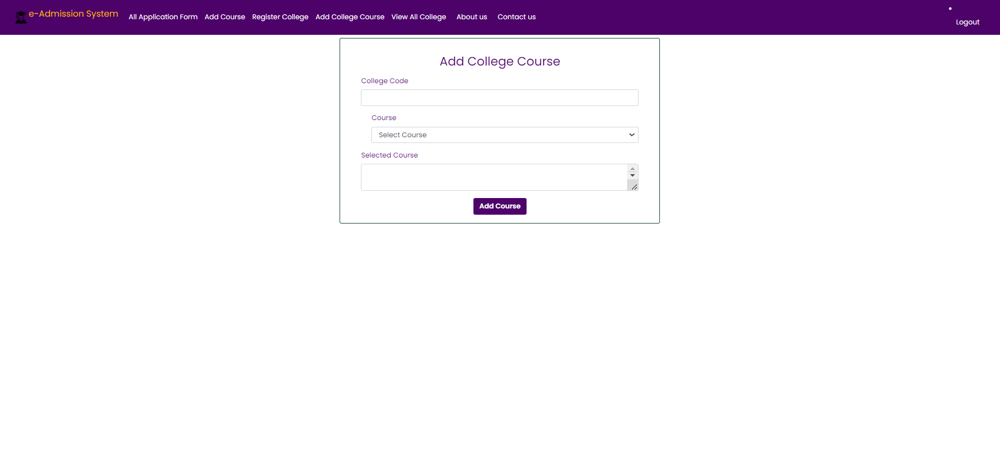 e-Admission System All Application Form Add Course Register College Add College Course View All College About us Contact us
Logout
Add College Course
College Code
Course
Select Course
Selected Course
Add Course